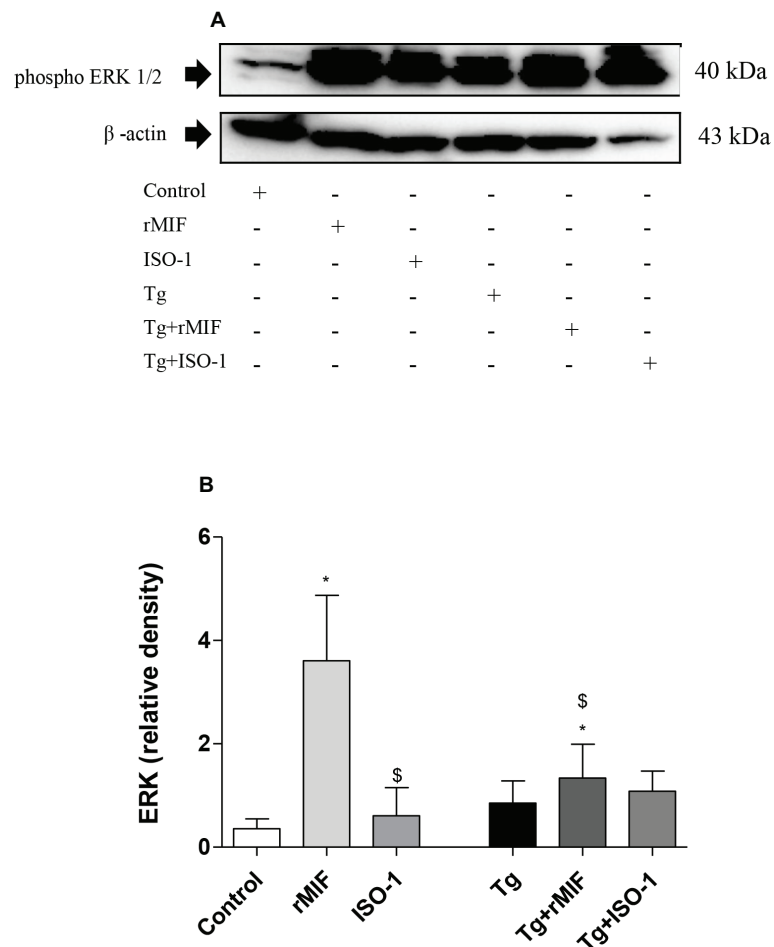 A
phospho ERK 1/2 40 kDa
β -actin 43 kDa
Control + - - - - -
rMIF - + - - - -
ISO-1 - - + - - -
Tg - - - + - -
Tg+rMIF - - - - + -
Tg+ISO-1 - - - - - +
B
ERK (relative density)
6
4
2
0
*
$
$
*
Control rMIF ISO-1 Tg Tg+rMIF Tg+ISO-1